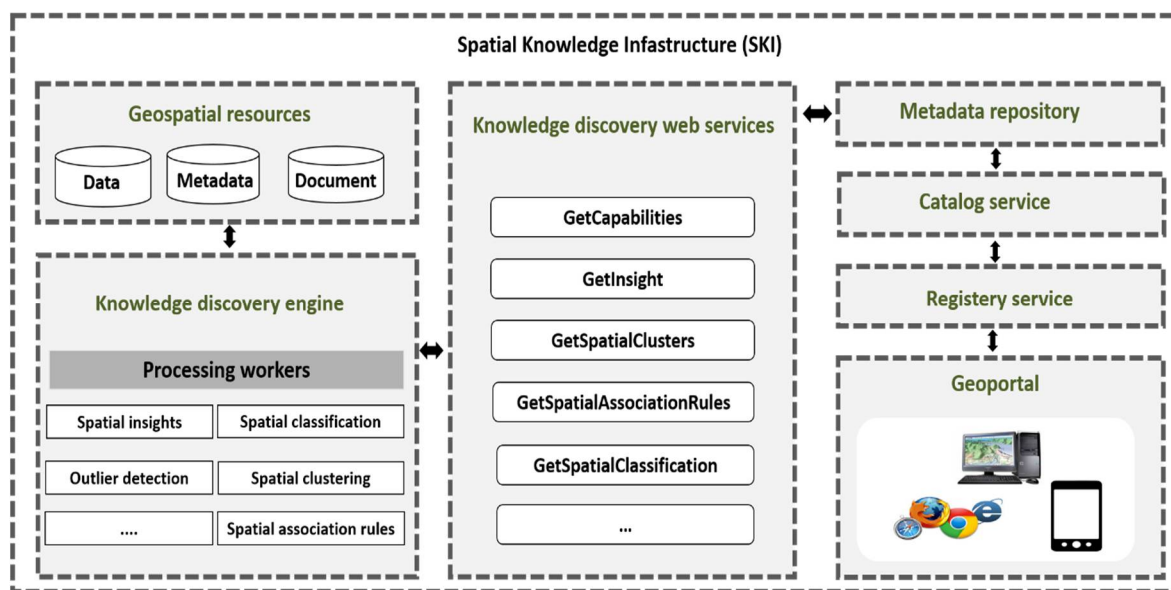 Spatial Knowledge Infastructure (SKI)
Geospatial resources
Data
Metadata
Document
Knowledge discovery engine
Processing workers
Spatial insights
Spatial classification
Outlier detection
Spatial clustering
....
Spatial association rules
Knowledge discovery web services
GetCapabilities
GetInsight
GetSpatialClusters
GetSpatialAssociationRules
GetSpatialClassification
...
Metadata repository
Catalog service
Registery service
Geoportal